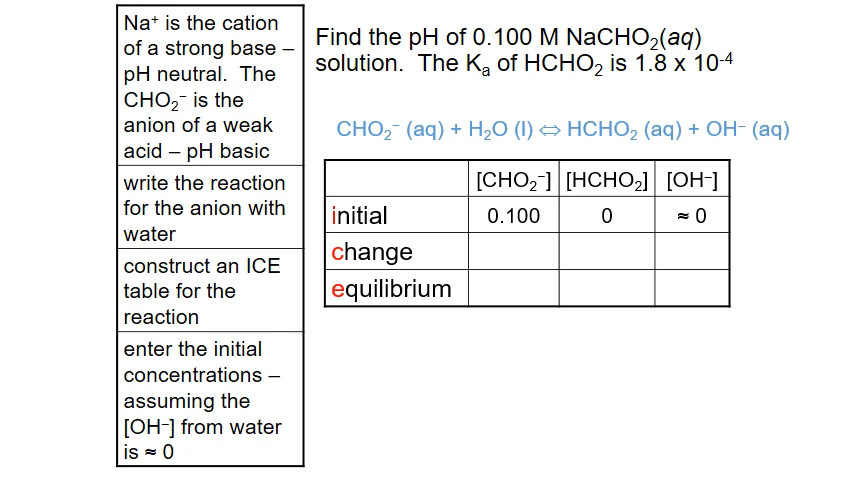 Na⁺ is the cation
of a strong base –
pH neutral. The
CHO₂⁻ is the
anion of a weak
acid – pH basic
write the reaction
for the anion with
water
construct an ICE
table for the
reaction
enter the initial
concentrations –
assuming the
[OH⁻] from water
is ≈ 0
Find the pH of 0.100 M NaCHO₂(aq)
solution. The Kₐ of HCHO₂ is 1.8 x 10⁻⁴
CHO₂⁻ (aq) + H₂O (l) ⇔ HCHO₂ (aq) + OH⁻ (aq)
[CHO₂⁻] [HCHO₂] [OH⁻]
initial 0.100 0 ≈ 0
change
equilibrium